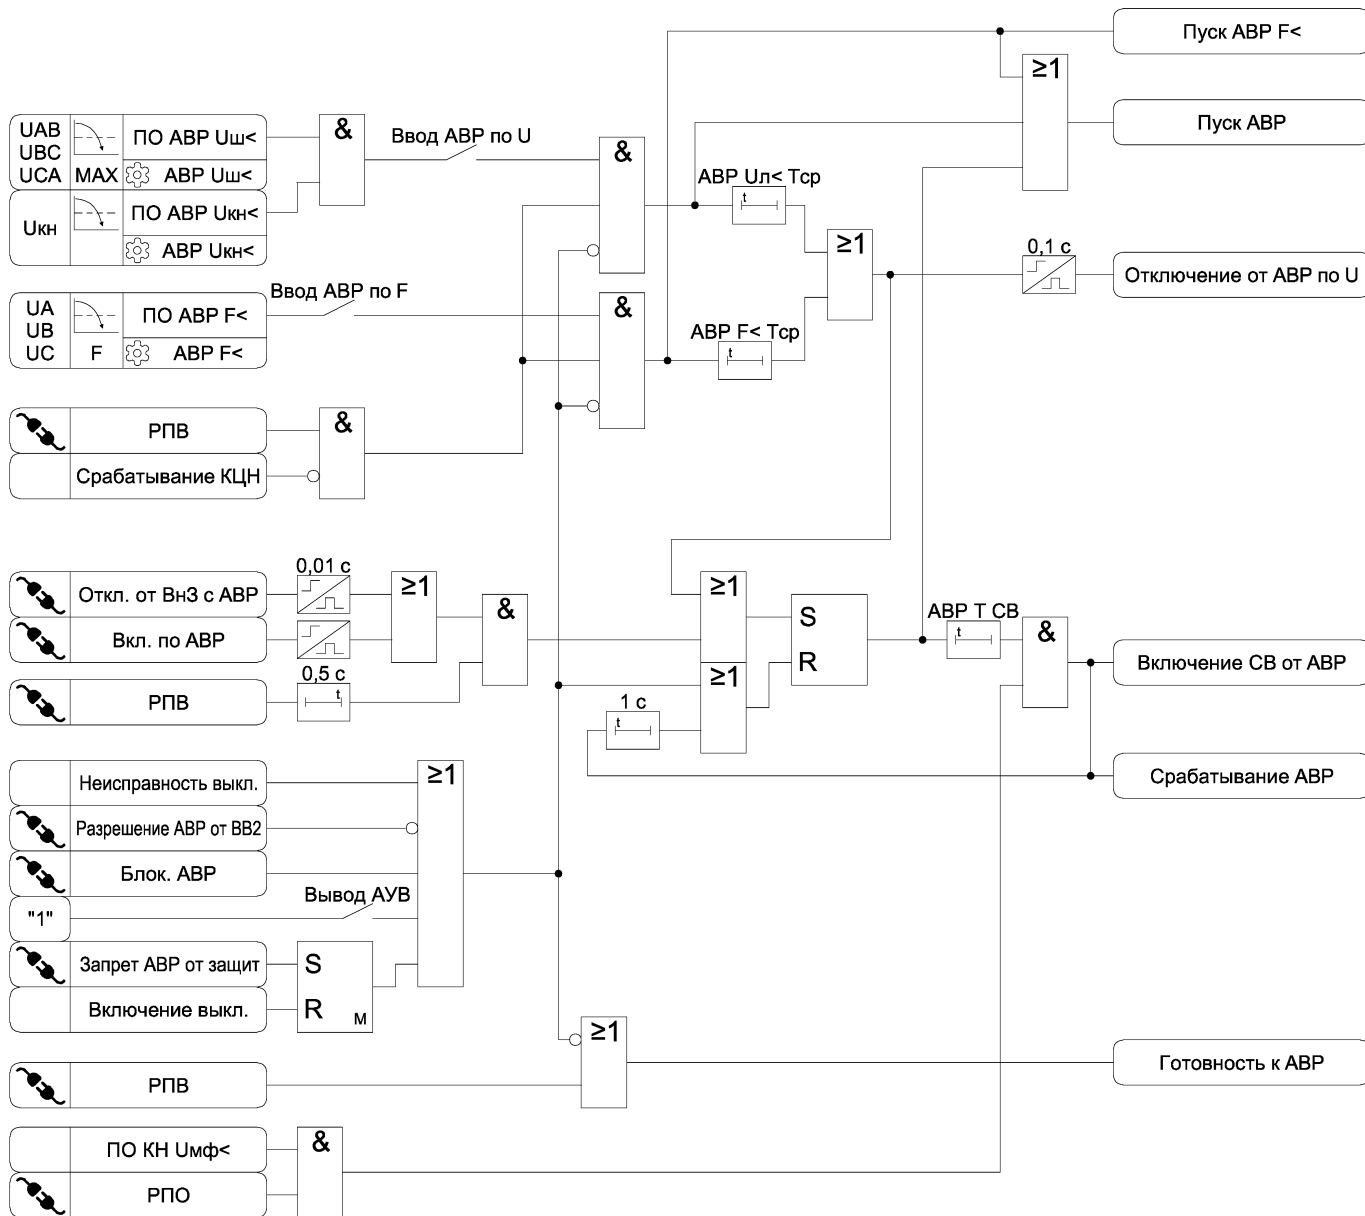 Пуск АВР F<
≥1
Пуск АВР
UAB
UBC
UCA
MAX
ПО АВР Uш<
АВР Uш<
&
Ввод АВР по U
&
Uкн
ПО АВР Uкн<
АВР Uкн<
АВР Uл< Тср
t
≥1
0,1 с
Отключение от АВР по U
UA
UB
UC
F
ПО АВР F<
АВР F<
Ввод АВР по F
&
АВР F< Тср
t
РПВ
Срабатывание КЦН
&
Откл. от ВнЗ с АВР
0,01 с
≥1
Вкл. по АВР
&
РПВ
0,5 с
t
≥1
≥1
1 с
t
S
R
АВР Т СВ
t
&
Включение СВ от АВР
Срабатывание АВР
Неисправность выкл.
≥1
Разрешение АВР от ВВ2
Блок. АВР
"1"
Вывод АУВ
Запрет АВР от защит
Включение выкл.
S
R
М
≥1
РПВ
Готовность к АВР
ПО КН Uмф<
РПО
&